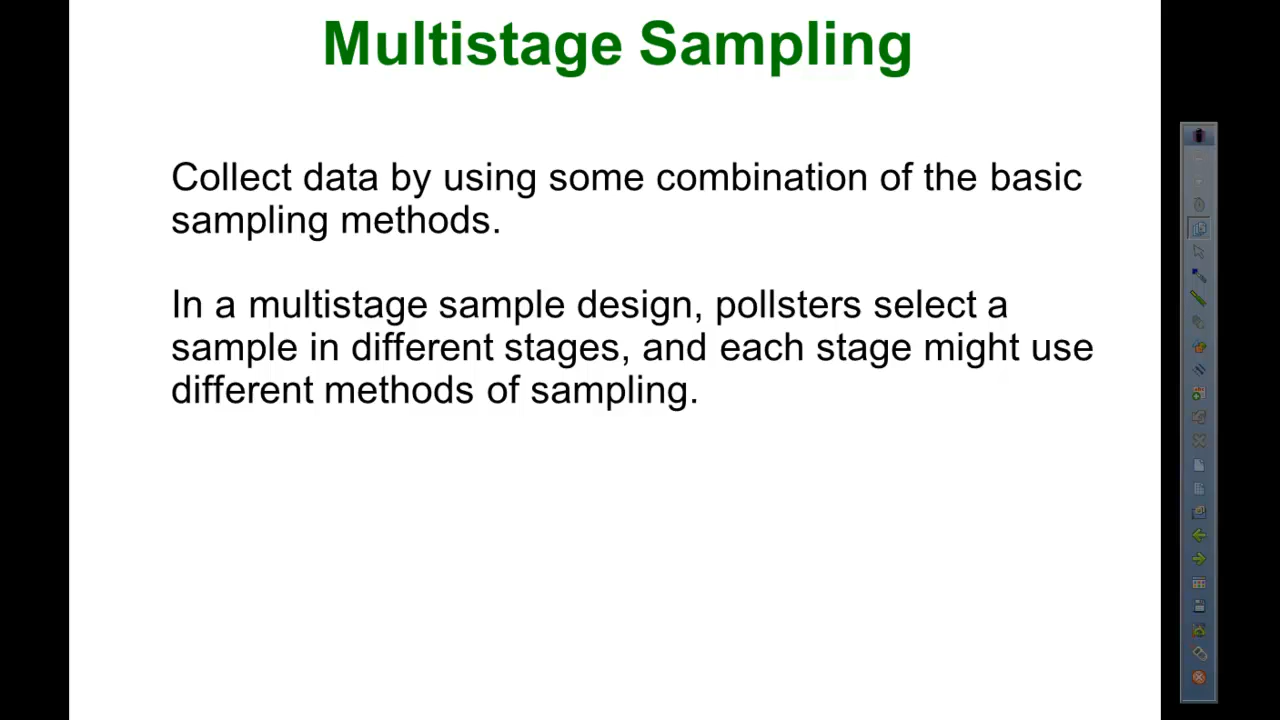 Multistage Sampling
Collect data by using some combination of the basic
sampling methods.
In a multistage sample design, pollsters select a
sample in different stages, and each stage might use
different methods of sampling.